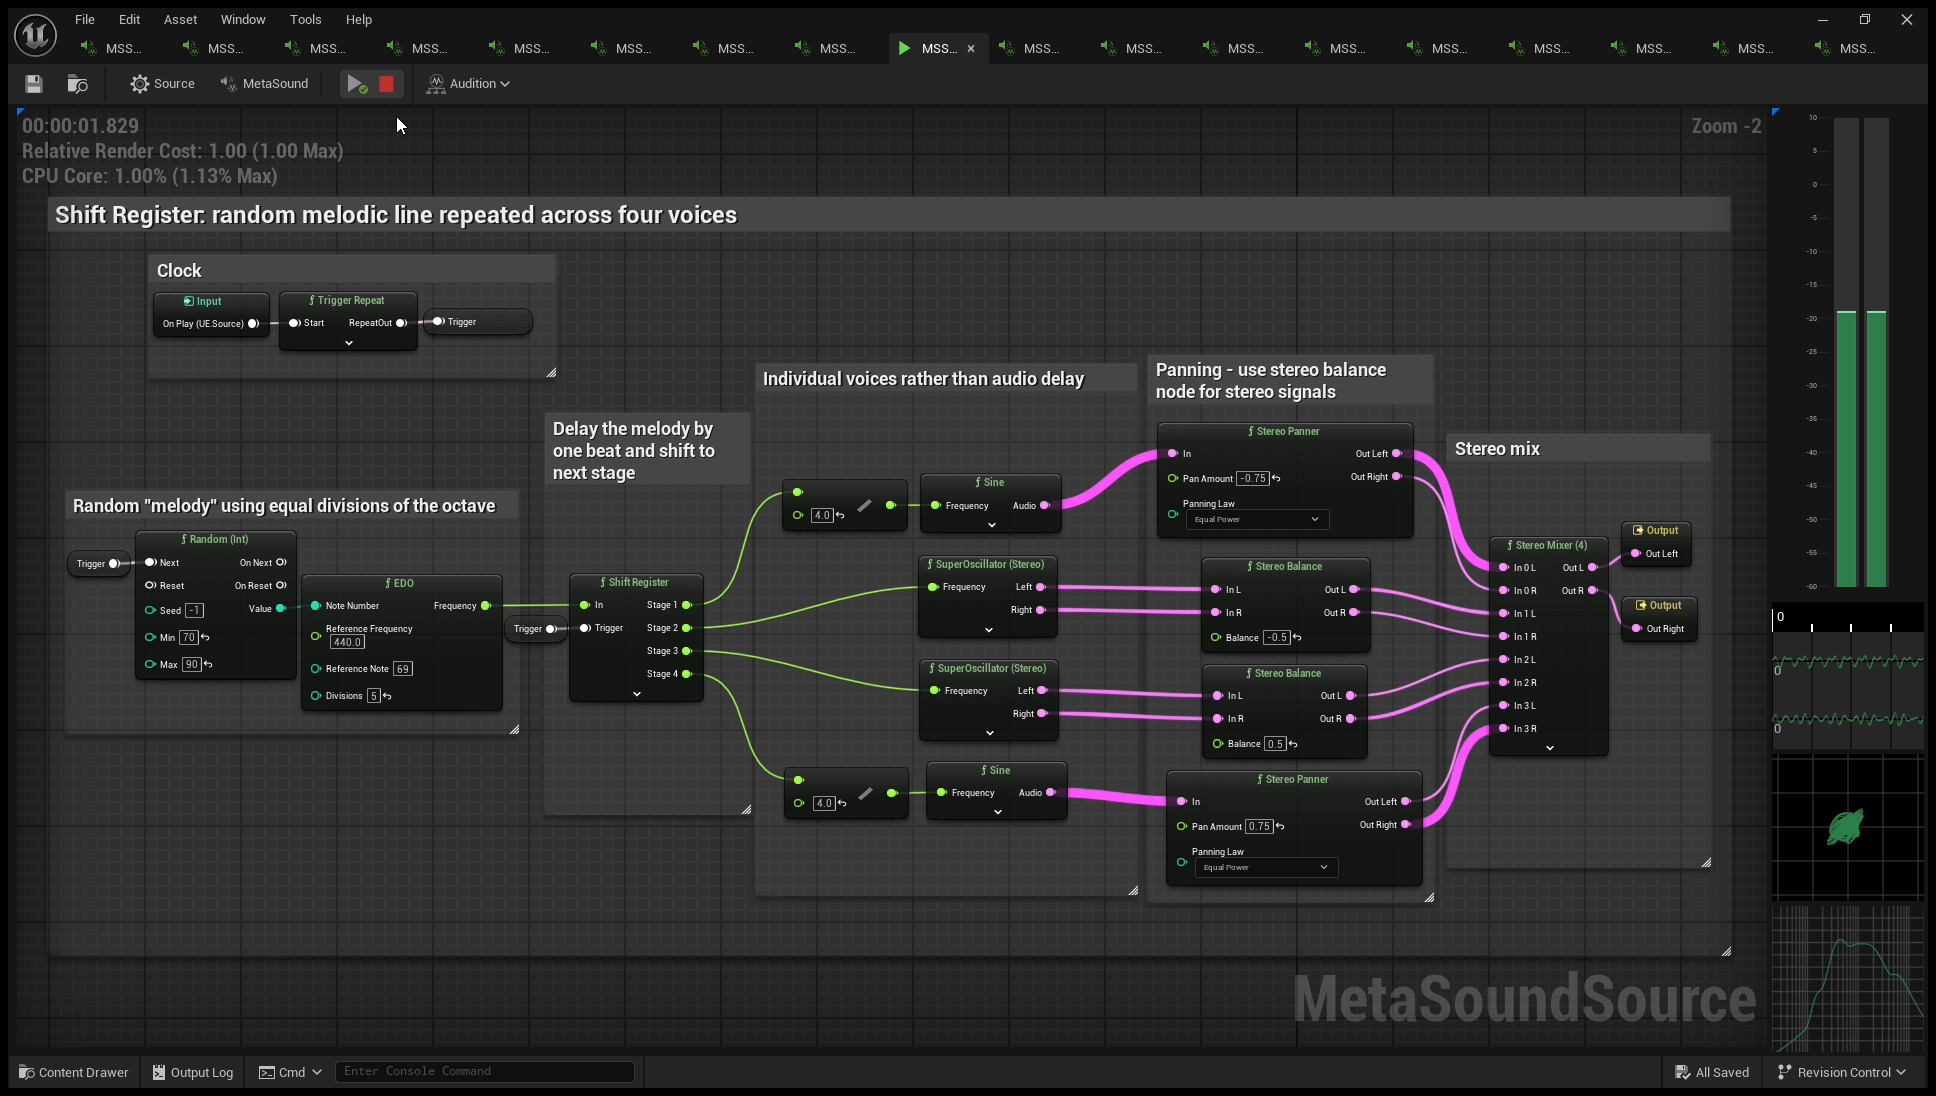 File Edit Asset Window Tools Help
MSS... MSS... MSS... MSS... MSS... MSS... MSS... MSS... MSS... MSS... MSS... MSS... MSS... MSS... MSS... MSS... MSS... MSS...
Source MetaSound Audition
00:00:01.829
Relative Render Cost: 1.00 (1.00 Max)
CPU Core: 1.00% (1.13% Max)
Zoom -2
Shift Register: random melodic line repeated across four voices
Clock
Input
On Play (UE.Source)
Trigger Repeat
Start RepeatOut
Trigger
Random "melody" using equal divisions of the octave
Trigger
Random (Int)
Next On Next
Reset On Reset
Seed -1 Value
Min 70
Max 90
EDO
Note Number Frequency
Reference Frequency
440.0
Reference Note 69
Divisions 5
Delay the melody by
one beat and shift to
next stage
Trigger
Shift Register
In Stage 1
Trigger Stage 2
Stage 3
Stage 4
Individual voices rather than audio delay
4.0
Sine
Frequency Audio
SuperOscillator (Stereo)
Frequency Left
Right
SuperOscillator (Stereo)
Frequency Left
Right
4.0
Sine
Frequency Audio
Panning - use stereo balance
node for stereo signals
Stereo Panner
In Out Left
Pan Amount -0.75 Out Right
Panning Law
Equal Power
Stereo Balance
In L Out L
In R Out R
Balance -0.5
Stereo Balance
In L Out L
In R Out R
Balance 0.5
Stereo Panner
In Out Left
Pan Amount 0.75 Out Right
Panning Law
Equal Power
Stereo mix
Stereo Mixer (4)
In 0 L Out L
In 0 R Out R
In 1 L
In 1 R
In 2 L
In 2 R
In 3 L
In 3 R
Output
Out Left
Output
Out Right
10
5
0
-5
-10
-15
-20
-25
-30
-35
-40
-45
-50
-55
-60
0
0
0
MetaSoundSource
Content Drawer Output Log Cmd Enter Console Command All Saved Revision Control